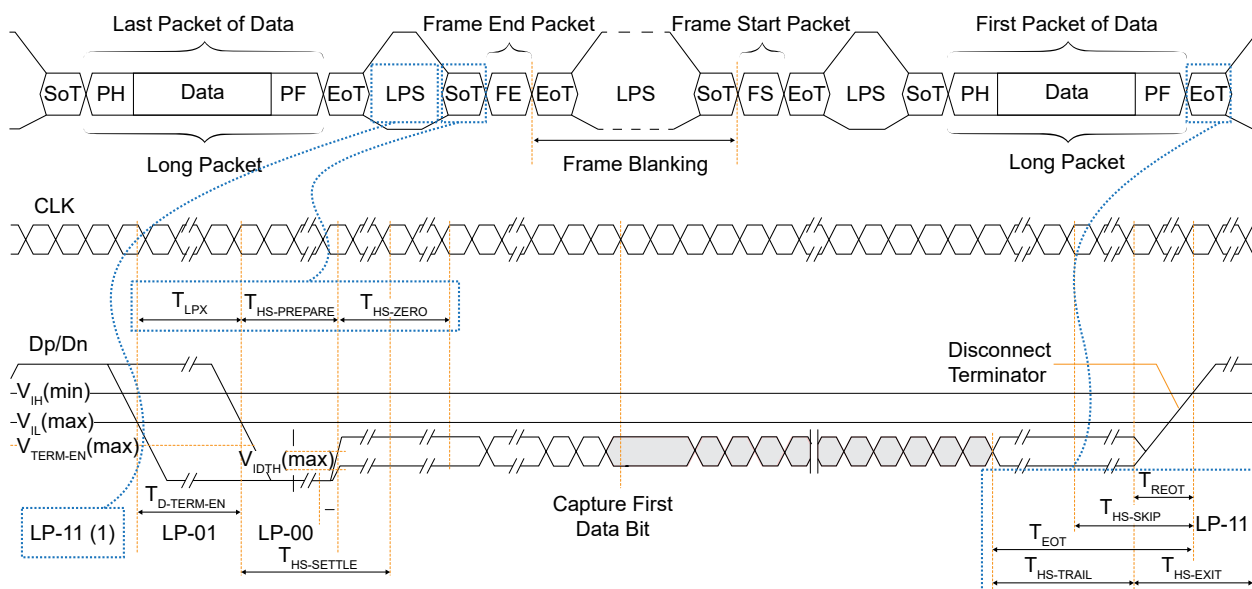 Last Packet of Data Frame End Packet Frame Start Packet First Packet of Data
SoT PH Data PF EoT LPS SoT FE EoT LPS SoT FS EoT LPS SoT PH Data PF EoT
Long Packet Frame Blanking Long Packet
CLK
TLPX THS-PREPARE THS-ZERO
Dp/Dn
Disconnect
Terminator
VIH(min)
VIL(max)
VTERM-EN(max)
VIDTH(max)
TD-TERM-EN
Capture First
Data Bit
TREOT
THS-SKIP
LP-11 (1) LP-01 LP-00 LP-11
TEOT
THS-SETTLE
THS-TRAIL THS-EXIT